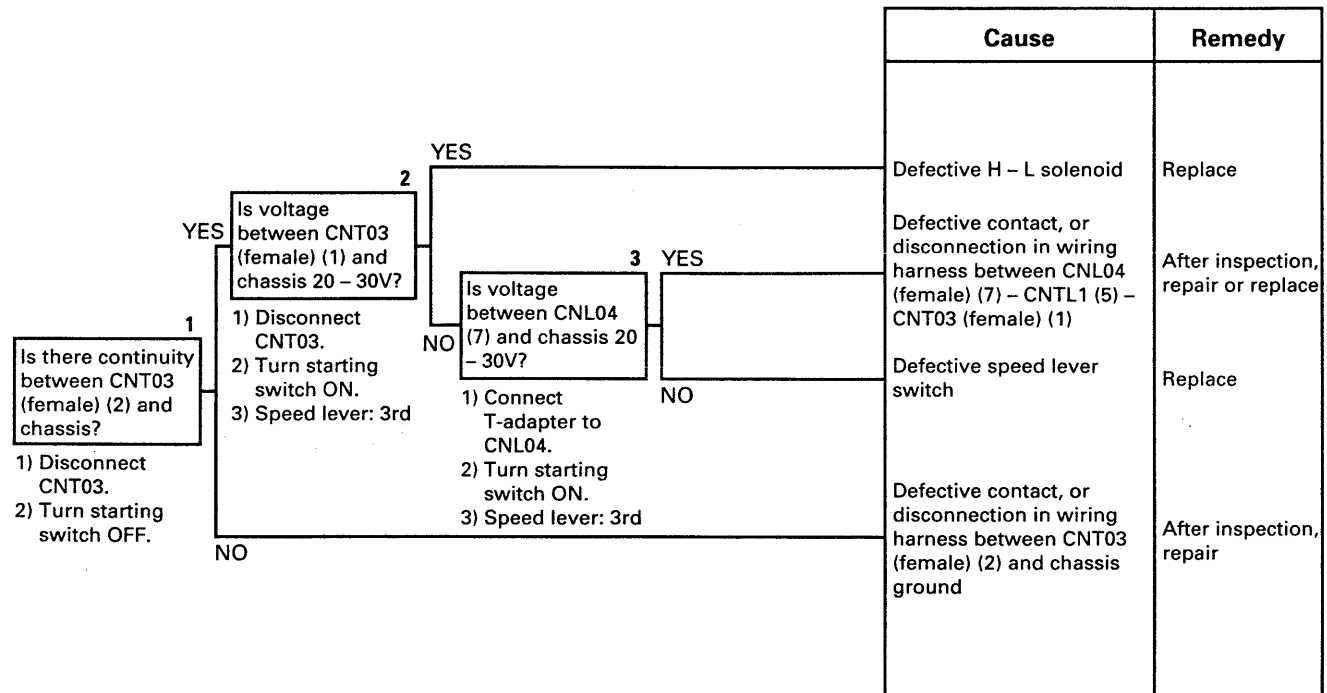 Cause
Remedy
1
Is there continuity
between CNT03
(female) (2) and
chassis?
1) Disconnect
CNT03.
2) Turn starting
switch OFF.
YES
NO
2
Is voltage
between CNT03
(female) (1) and
chassis 20 – 30V?
1) Disconnect
CNT03.
2) Turn starting
switch ON.
3) Speed lever: 3rd
YES
NO
3
Is voltage
between CNL04
(7) and chassis 20
– 30V?
1) Connect
T-adapter to
CNL04.
2) Turn starting
switch ON.
3) Speed lever: 3rd
YES
NO
Defective H – L solenoid
Replace
Defective contact, or
disconnection in wiring
harness between CNL04
(female) (7) – CNTL1 (5) –
CNT03 (female) (1)
After inspection,
repair or replace
Defective speed lever
switch
Replace
Defective contact, or
disconnection in wiring
harness between CNT03
(female) (2) and chassis
ground
After inspection,
repair